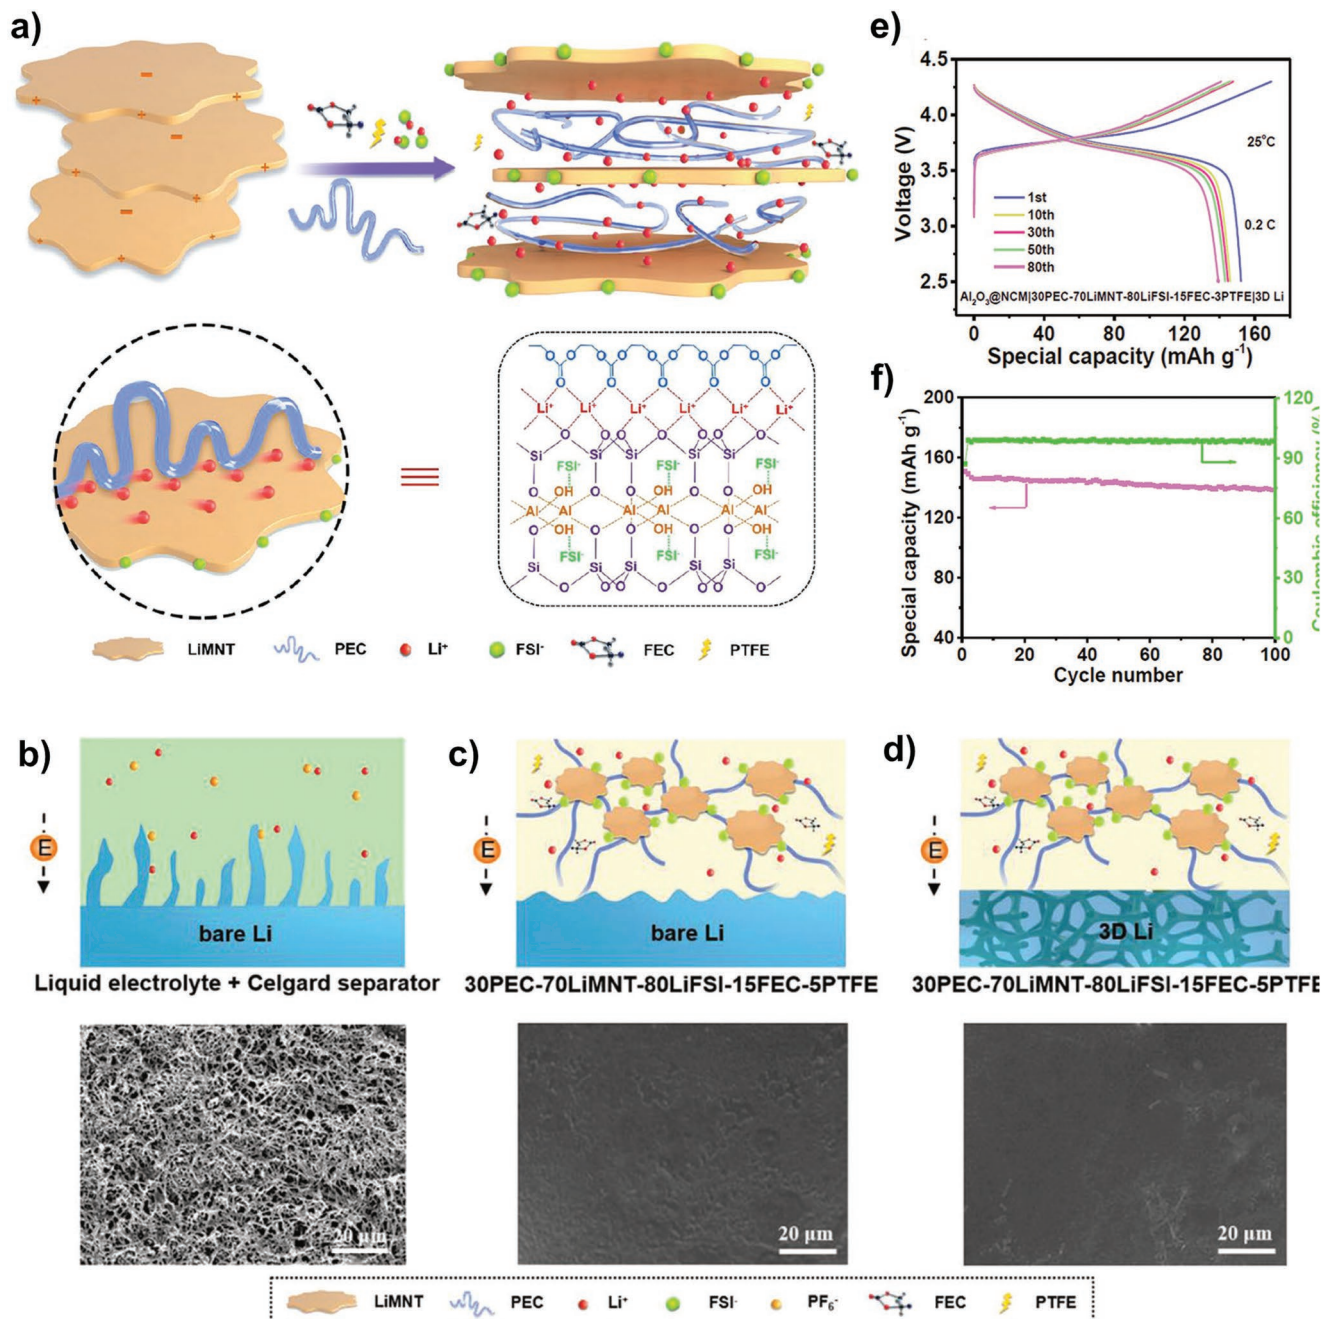 a)
LiMNT
PEC
LI⁺
FSI⁻
FEC
PTFE
Li⁺
Li⁺
Li⁺
Li⁺
Li⁺
Li⁺
O
O
O
O
O
O
Si
Si
Si
Si
Si
FSI⁻
FSI⁻
FSI⁻
OH
OH
OH
Al
Al
Al
Al
Al
Al
OH
OH
OH
FSI⁻
FSI⁻
FSI⁻
Si
Si
Si
Si
Si
O
O
O
O
e)
Voltage (V)
4.5
4.0
3.5
3.0
2.5
25°C
0.2 C
1st
10th
30th
50th
80th
Al₂O₃@NCM|30PEC-70LiMNT-80LiFSI-15FEC-3PTFE|3D Li
0 40 80 120 160
Special capacity (mAh g⁻¹)
f)
Special capacity (mAh g⁻¹)
200
160
120
80
40
120
90
60
30
0
Coulombic efficiency (%)
0 20 40 60 80 100
Cycle number
b)
E
bare Li
Liquid electrolyte + Celgard separator
20 µm
c)
E
bare Li
30PEC-70LiMNT-80LiFSI-15FEC-5PTFE
20 µm
d)
E
3D Li
30PEC-70LiMNT-80LiFSI-15FEC-5PTFE
20 µm
LiMNT
PEC
Li⁺
FSI⁻
PF₆⁻
FEC
PTFE